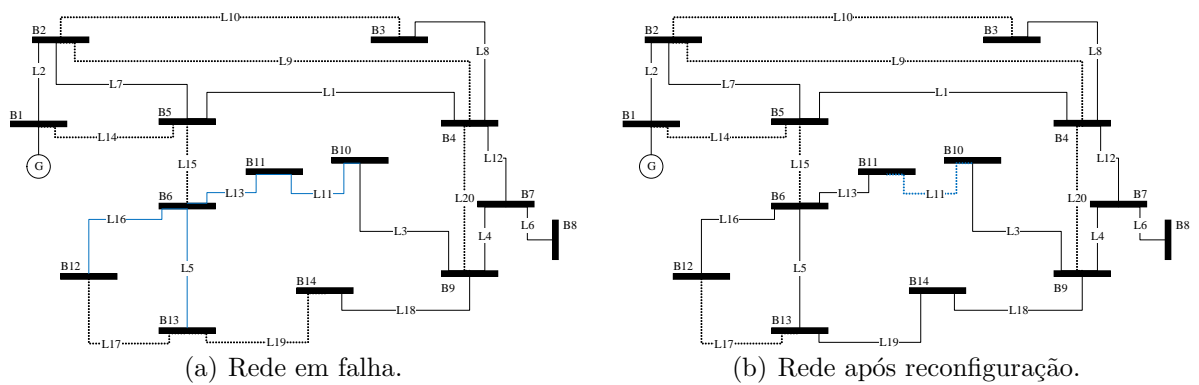 L10
B2
B3
L8
L2
L9
L7
L1
B1
B5
L14
B4
G
L15
B11
B10
L12
L13
B6
L11
B7
L16
L20
L6
B8
L3
L4
B12
L5
B14
B9
L18
B13
L17
L19
(a) Rede em falha.
L10
B2
B3
L8
L2
L9
L7
L1
B1
B5
L14
B4
G
L15
B11
B10
L12
L13
B6
L11
B7
L16
L20
L6
B8
L3
L4
B12
L5
B14
B9
L18
B13
L17
L19
(b) Rede após reconfiguração.